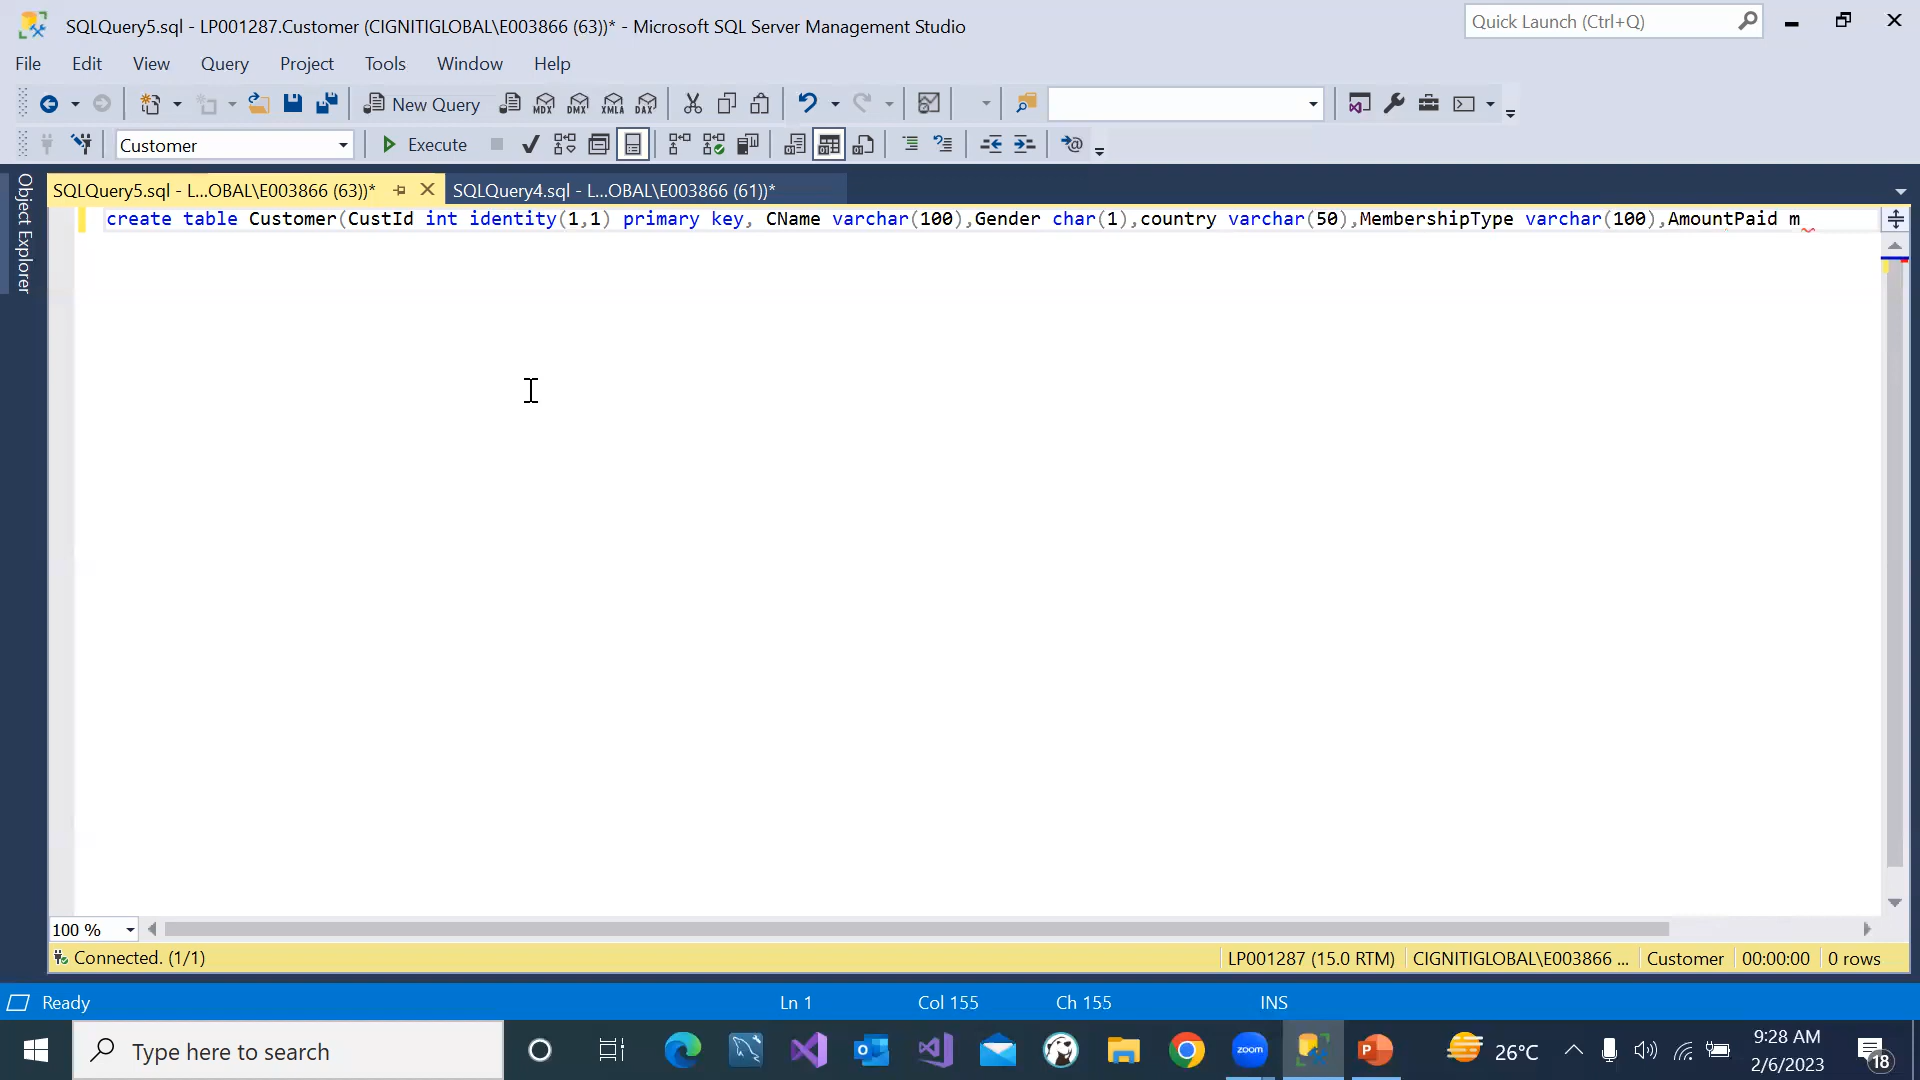 SQLQuery5.sql - LP001287.Customer (CIGNITIGLOBAL\E003866 (63))* - Microsoft SQL Server Management Studio
Quick Launch (Ctrl+Q)
File Edit View Query Project Tools Window Help
New Query MDX DMX XMLA DAX
Customer Execute
Object Explorer
SQLQuery5.sql - L...OBAL\E003866 (63))* SQLQuery4.sql - L...OBAL\E003866 (61))*
create table Customer(CustId int identity(1,1) primary key, CName varchar(100),Gender char(1),country varchar(50),MembershipType varchar(100),AmountPaid m
100 %
Connected. (1/1) LP001287 (15.0 RTM) CIGNITIGLOBAL\E003866 ... Customer 00:00:00 0 rows
Ready Ln 1 Col 155 Ch 155 INS
Type here to search zoom 26°C 9:28 AM
2/6/2023 18